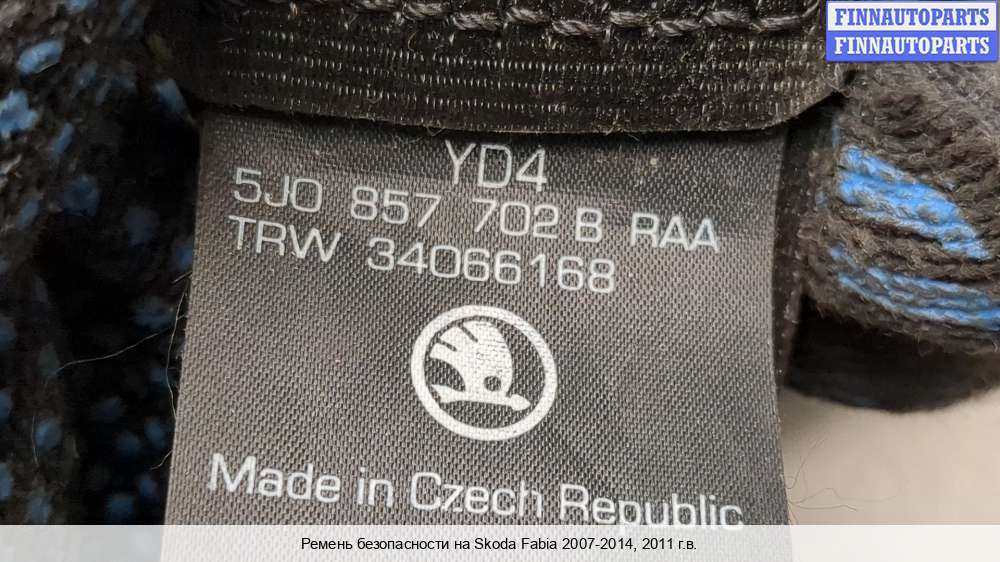 FINNAUTOPARTS
FINNAUTOPARTS
YD4
5J0 857 702 B RAA
TRW 34066168
Made in Czech Republic
Ремень безопасности на Skoda Fabia 2007-2014, 2011 г.в.